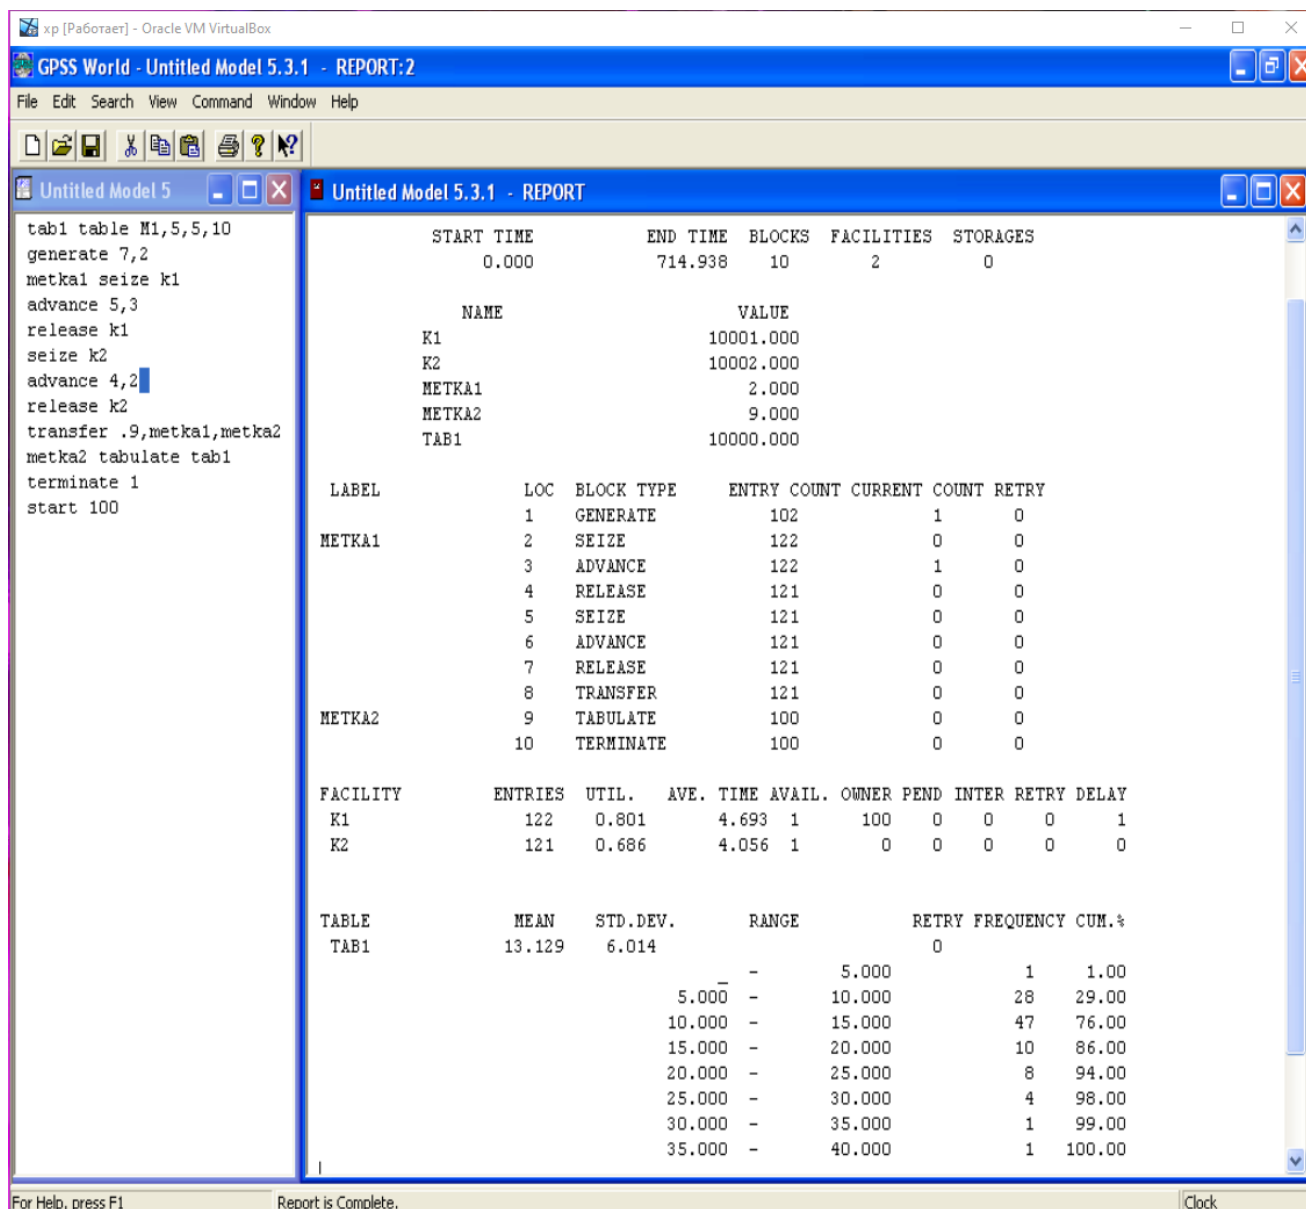 xp [Работает] - Oracle VM VirtualBox
GPSS World - Untitled Model 5.3.1 - REPORT:2
File Edit Search View Command Window Help
Untitled Model 5
tab1 table M1,5,5,10
generate 7,2
metka1 seize k1
advance 5,3
release k1
seize k2
advance 4,2
release k2
transfer .9,metka1,metka2
metka2 tabulate tab1
terminate 1
start 100
Untitled Model 5.3.1 - REPORT
START TIME END TIME BLOCKS FACILITIES STORAGES
0.000 714.938 10 2 0
NAME VALUE
K1 10001.000
K2 10002.000
METKA1 2.000
METKA2 9.000
TAB1 10000.000
LABEL LOC BLOCK TYPE ENTRY COUNT CURRENT COUNT RETRY
1 GENERATE 102 1 0
METKA1 2 SEIZE 122 0 0
3 ADVANCE 122 1 0
4 RELEASE 121 0 0
5 SEIZE 121 0 0
6 ADVANCE 121 0 0
7 RELEASE 121 0 0
8 TRANSFER 121 0 0
METKA2 9 TABULATE 100 0 0
10 TERMINATE 100 0 0
FACILITY ENTRIES UTIL. AVE. TIME AVAIL. OWNER PEND INTER RETRY DELAY
K1 122 0.801 4.693 1 100 0 0 0 1
K2 121 0.686 4.056 1 0 0 0 0 0
TABLE MEAN STD.DEV. RANGE RETRY FREQUENCY CUM.%
TAB1 13.129 6.014 0
_ - 5.000 1 1.00
5.000 - 10.000 28 29.00
10.000 - 15.000 47 76.00
15.000 - 20.000 10 86.00
20.000 - 25.000 8 94.00
25.000 - 30.000 4 98.00
30.000 - 35.000 1 99.00
35.000 - 40.000 1 100.00
For Help, press F1 Report is Complete. Clock